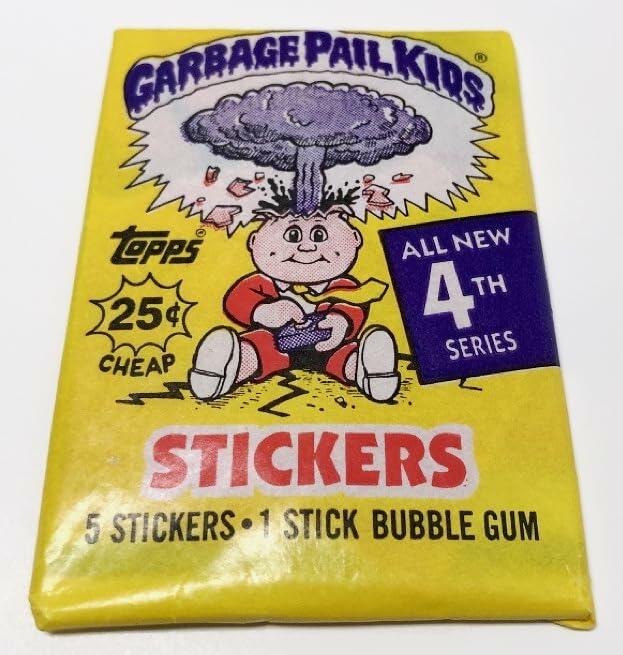 GARBAGE PAIL KIDS®
TOPPS®
25¢
CHEAP
ALL NEW
4TH
SERIES
STICKERS
5 STICKERS • 1 STICK BUBBLE GUM